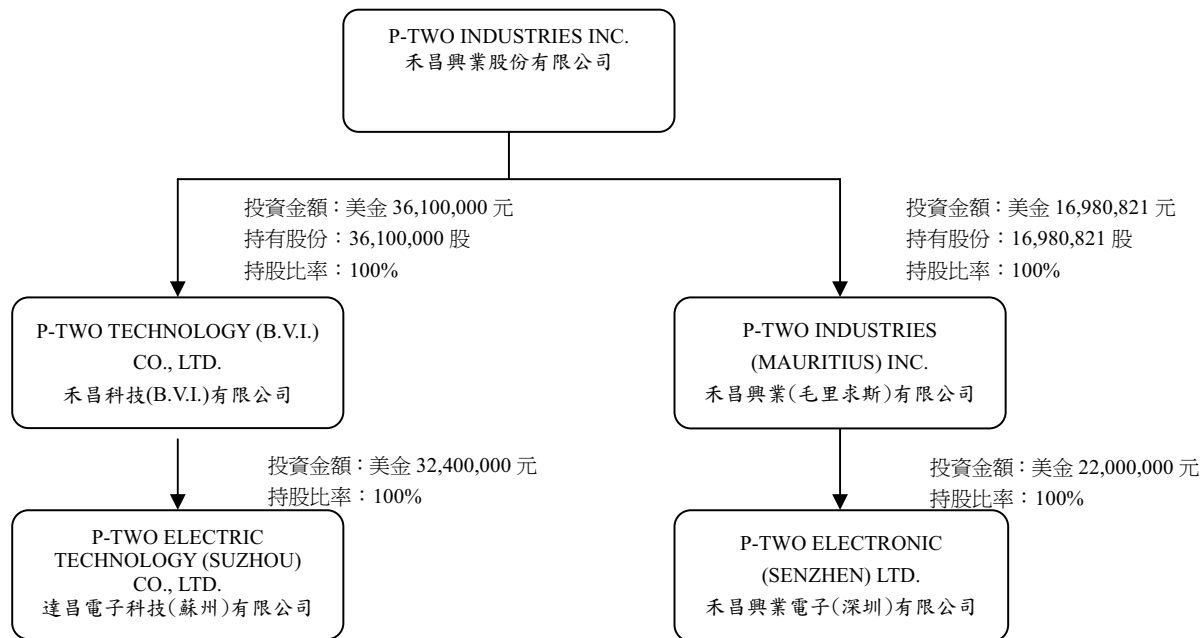 P-TWO INDUSTRIES INC.
禾昌興業股份有限公司
投資金額：美金 36,100,000 元
持有股份：36,100,000 股
持股比率：100%
投資金額：美金 16,980,821 元
持有股份：16,980,821 股
持股比率：100%
P-TWO TECHNOLOGY (B.V.I.)
CO., LTD.
禾昌科技(B.V.I.)有限公司
P-TWO INDUSTRIES
(MAURITIUS) INC.
禾昌興業(毛里求斯)有限公司
投資金額：美金 32,400,000 元
持股比率：100%
投資金額：美金 22,000,000 元
持股比率：100%
P-TWO ELECTRIC
TECHNOLOGY (SUZHOU)
CO., LTD.
達昌電子科技(蘇州)有限公司
P-TWO ELECTRONIC
(SENZHEN) LTD.
禾昌興業電子(深圳)有限公司